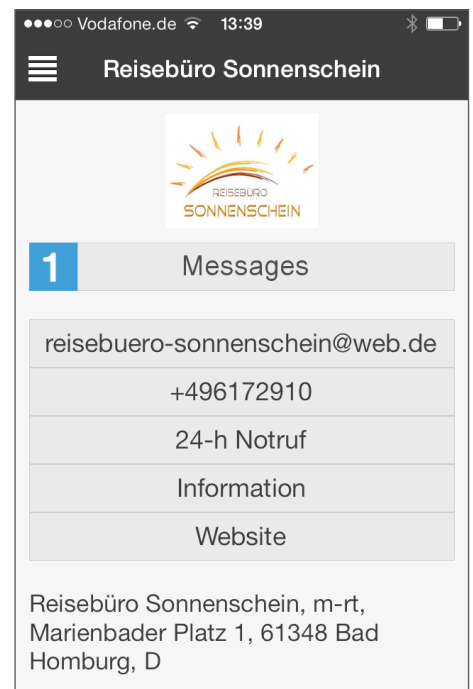 Vodafone.de 13:39
Reisebüro Sonnenschein
REISEBÜRO
SONNENSCHEIN
1 Messages
reisebuero-sonnenschein@web.de
+496172910
24-h Notruf
Information
Website
Reisebüro Sonnenschein, m-rt,
Marienbader Platz 1, 61348 Bad
Homburg, D